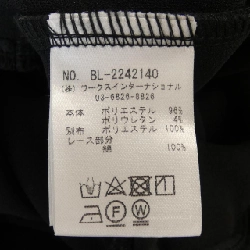 NO. BL-2242140
(株)ワークスインターナショナル
03-6826-6826
本体 ポリエステル 96%
ポリウレタン 4%
別布 ポリエステル 100%
レース部分
綿 100%